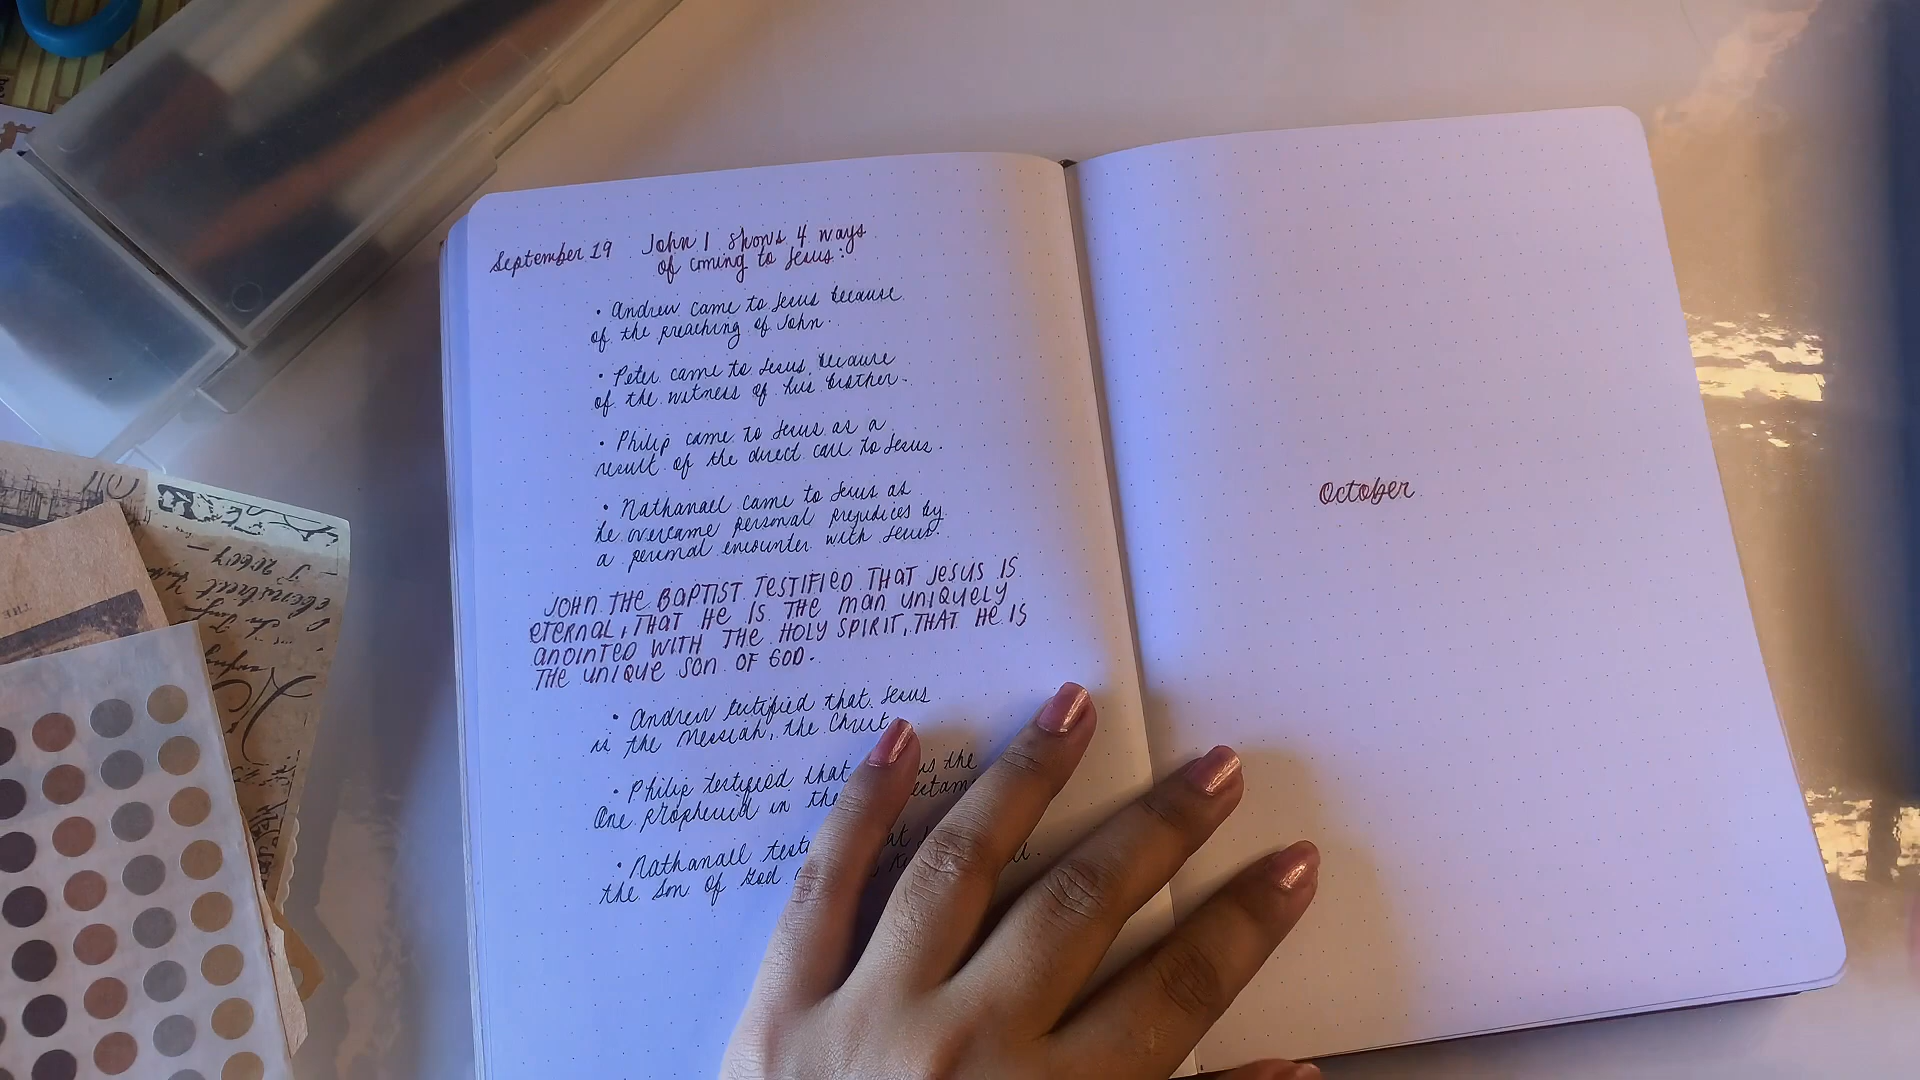 September 19 John 1 shows 4 ways
of coming to Jesus:
• Andrew came to Jesus because
of the preaching of John.
• Peter came to Jesus because
of the witness of his brother.
• Philip came to Jesus as a
result of the direct call to Jesus.
• Nathanael came to Jesus as
he overcame personal prejudices by
a personal encounter with Jesus.
JOHN THE BAPTIST TESTIFIED THAT JESUS IS
ETERNAL, THAT HE IS THE MAN UNIQUELY
ANOINTED WITH THE HOLY SPIRIT, THAT HE IS
THE UNIQUE SON OF GOD.
• Andrew testified that Jesus
is the Messiah, the Christ
• Philip testified that the
One prophesied in the
• Nathanael
the Son of God
October
THE